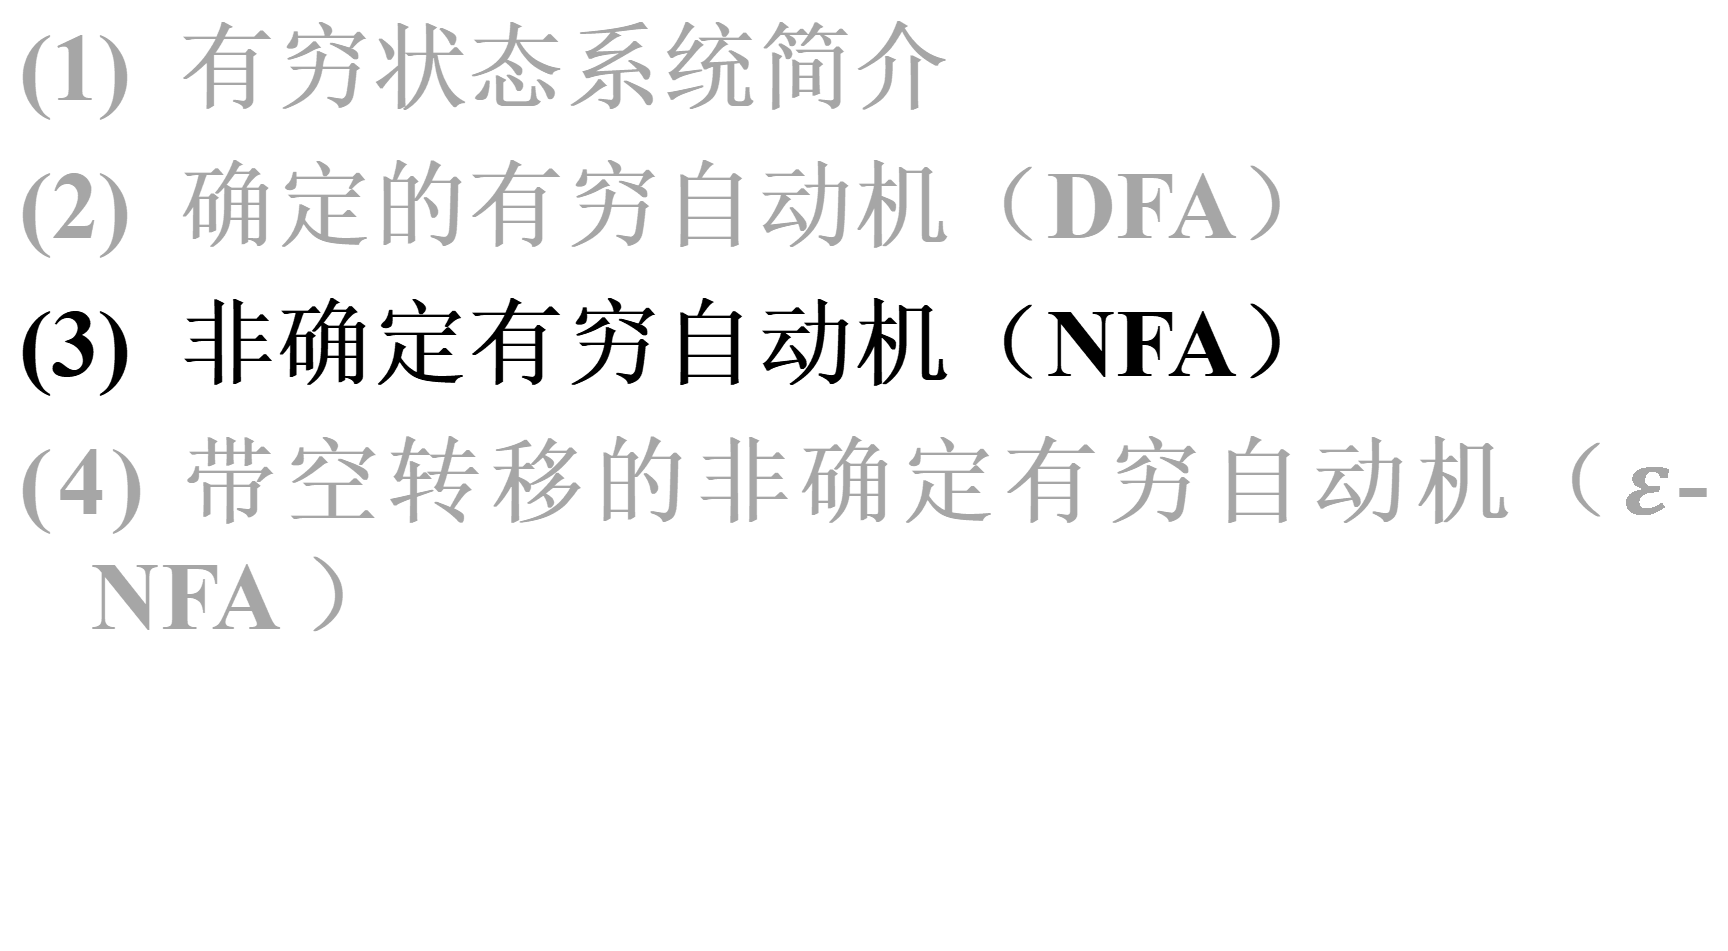 (1) 有穷状态系统简介
(2) 确定的有穷自动机（DFA）
(3) 非确定有穷自动机（NFA）
(4) 带空转移的非确定有穷自动机（ε-
NFA）